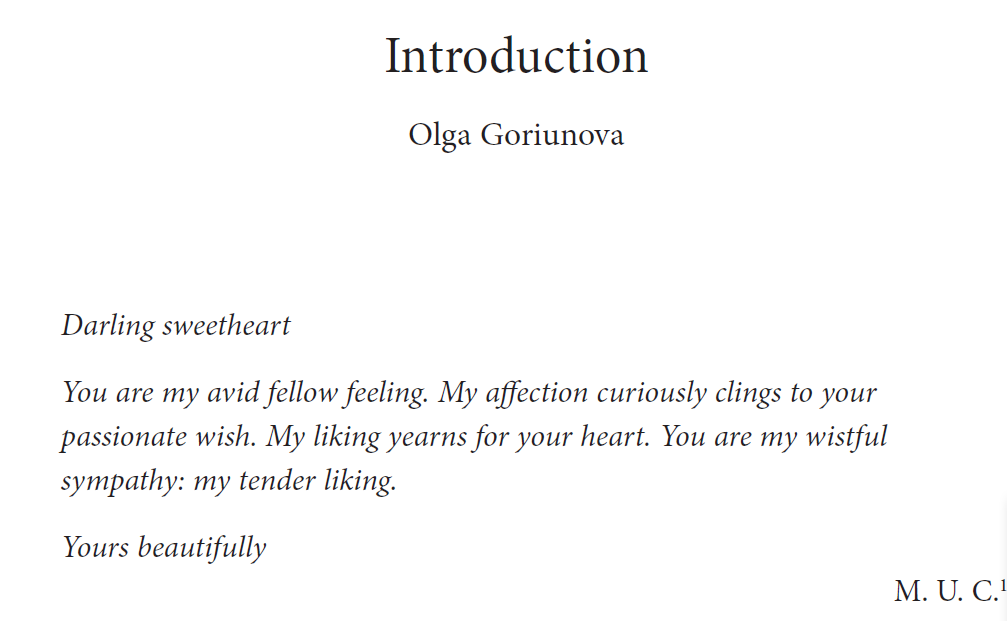 Introduction
Olga Goriunova
Darling sweetheart
You are my avid fellow feeling. My affection curiously clings to your
passionate wish. My liking yearns for your heart. You are my wistful
sympathy: my tender liking.
Yours beautifully
M. U. C.¹